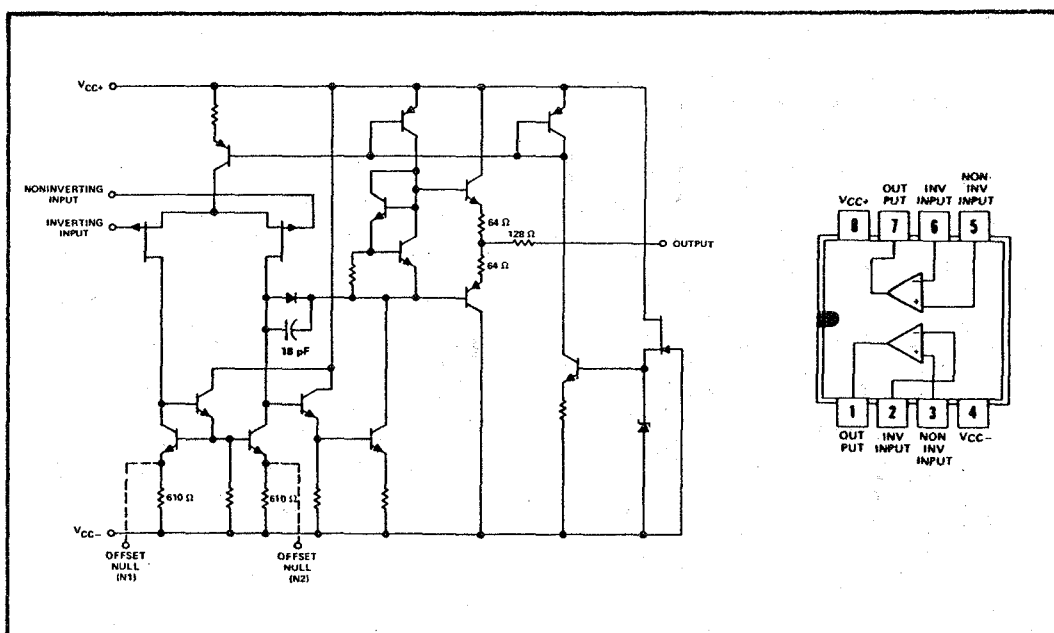 VCC+
NONINVERTING
INPUT
INVERTING
INPUT
64 Ω
128 Ω
64 Ω
OUTPUT
18 pF
610 Ω
610 Ω
VCC-
OFFSET
NULL
(N1)
OFFSET
NULL
(N2)
VCC+
OUT
PUT
INV
INPUT
NON-
INV
INPUT
8
7
6
5
-
+
-
+
1
2
3
4
OUT
PUT
INV
INPUT
NON
INV
INPUT
VCC-